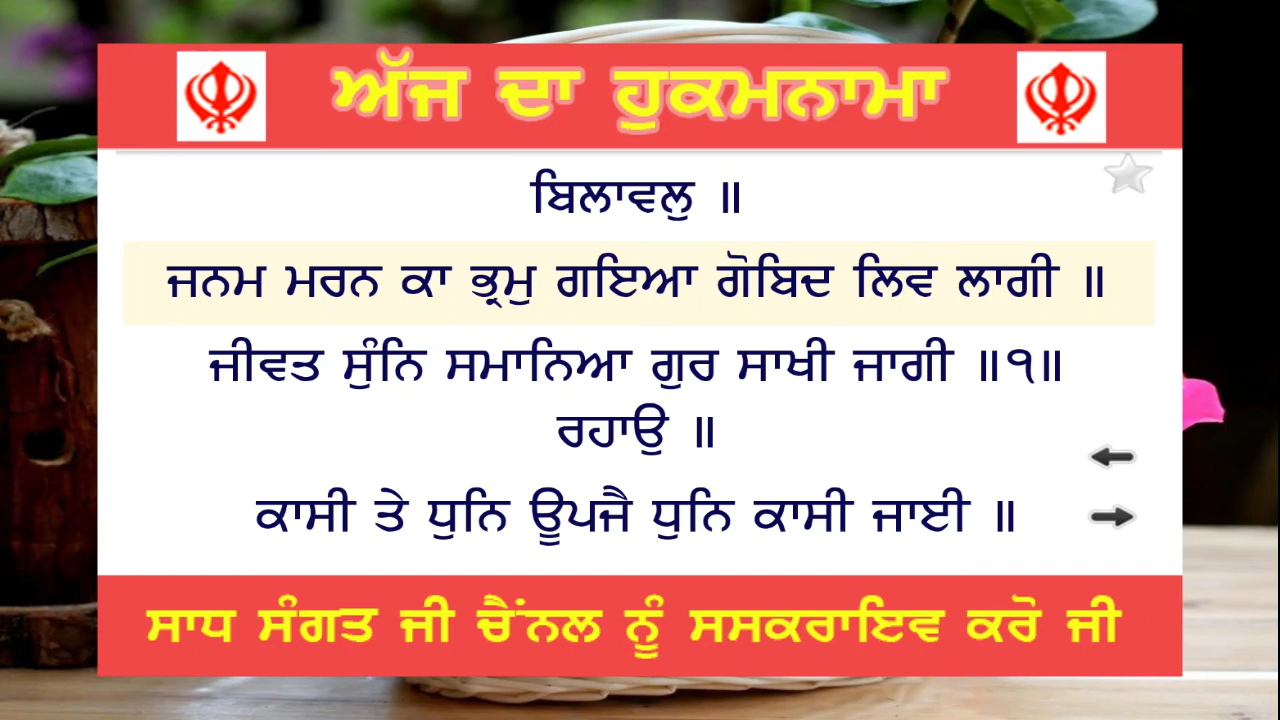 ਅੱਜ ਦਾ ਹੁਕਮਨਾਮਾ
ਬਿਲਾਵਲੁ ॥
ਜਨਮ ਮਰਨ ਕਾ ਭ੍ਰਮੁ ਗਇਆ ਗੋਬਿਦ ਲਿਵ ਲਾਗੀ ॥
ਜੀਵਤ ਸੁੰਨਿ ਸਮਾਨਿਆ ਗੁਰ ਸਾਖੀ ਜਾਗੀ ॥੧॥
ਰਹਾਉ ॥
ਕਾਸੀ ਤੇ ਧੁਨਿ ਊਪਜੈ ਧੁਨਿ ਕਾਸੀ ਜਾਈ ॥
ਸਾਧ ਸੰਗਤ ਜੀ ਚੈਂਨਲ ਨੂੰ ਸਸਕਰਾਇਵ ਕਰੋ ਜੀ